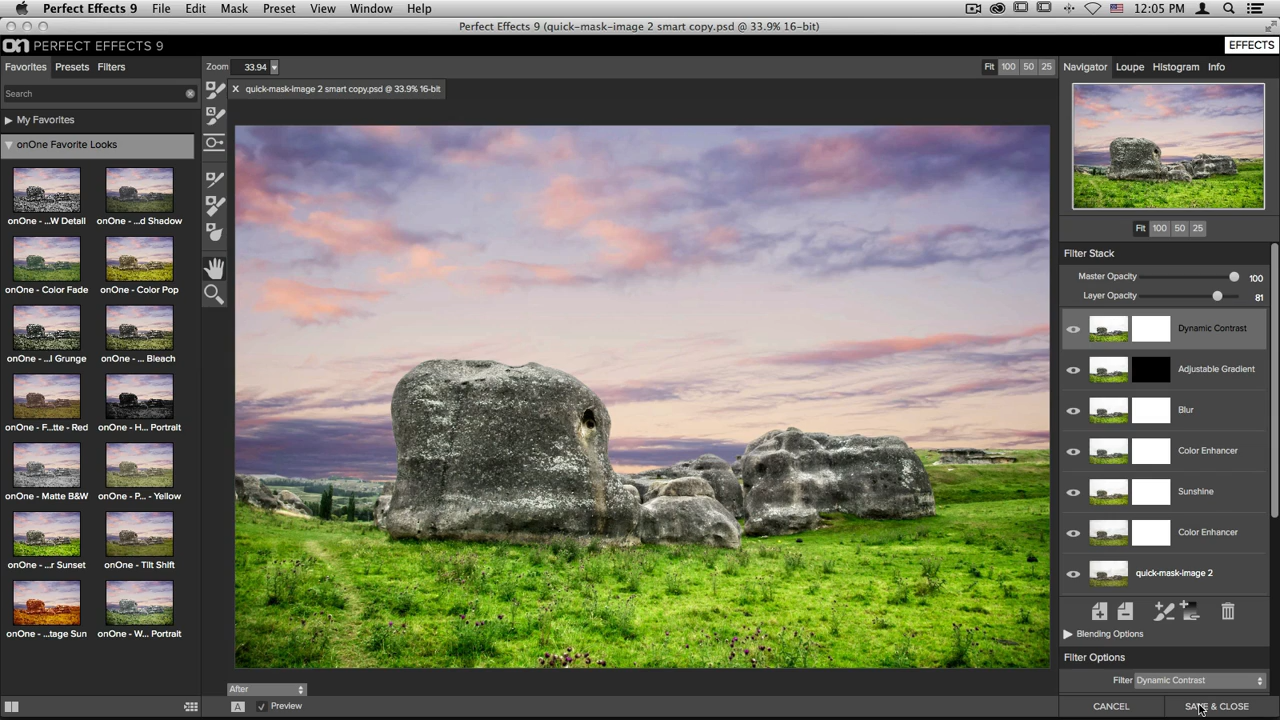 Perfect Effects 9 File Edit Mask Preset View Window Help 12:05 PM
Perfect Effects 9 (quick-mask-image 2 smart copy.psd @ 33.9% 16-bit)
on PERFECT EFFECTS 9 EFFECTS
Favorites Presets Filters
Zoom 33.94 Fit 100 50 25
Navigator Loupe Histogram Info
Search
X quick-mask-image 2 smart copy.psd @ 33.9% 16-bit
My Favorites
onOne Favorite Looks
onOne - ...W Detail onOne - ...d Shadow
onOne - Color Fade onOne - Color Pop
onOne - ...l Grunge onOne - ... Bleach
onOne - F...tte - Red onOne - H... Portrait
onOne - Matte B&W onOne - P... - Yellow
onOne - ...r Sunset onOne - Tilt Shift
onOne - ...tage Sun onOne - W... Portrait
Fit 100 50 25
Filter Stack
Master Opacity 100
Layer Opacity 81
Dynamic Contrast
Adjustable Gradient
Blur
Color Enhancer
Sunshine
Color Enhancer
quick-mask-image 2
Blending Options
Filter Options
Filter Dynamic Contrast
After
A Preview
CANCEL SAVE & CLOSE